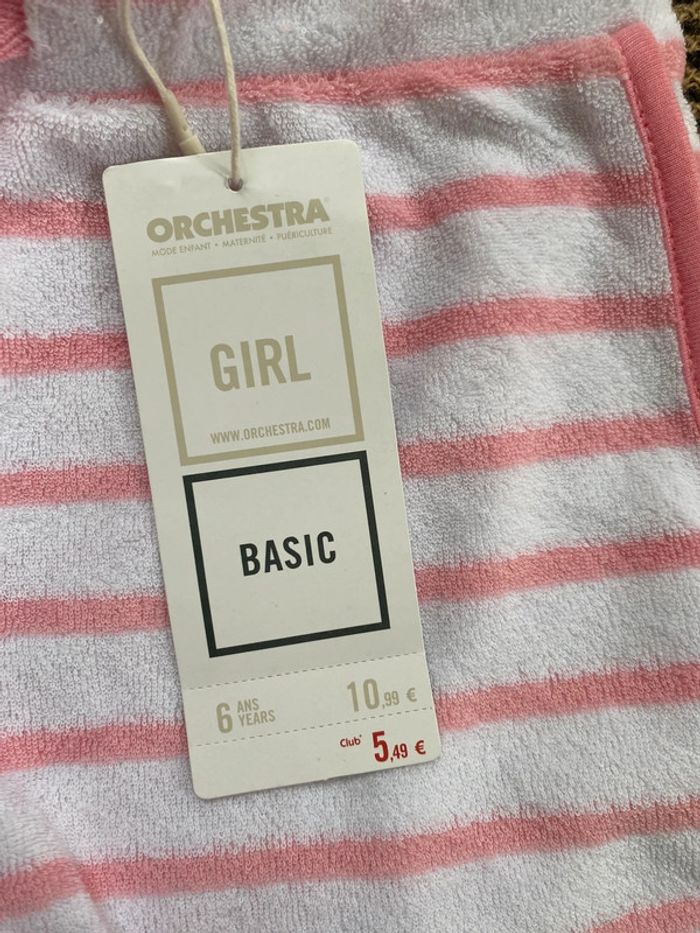 ORCHESTRA®
MODE ENFANT • MATERNITÉ • PUÉRICULTURE
GIRL
WWW.ORCHESTRA.COM
BASIC
6 ANS YEARS 10,99 €
Club* 5,49 €